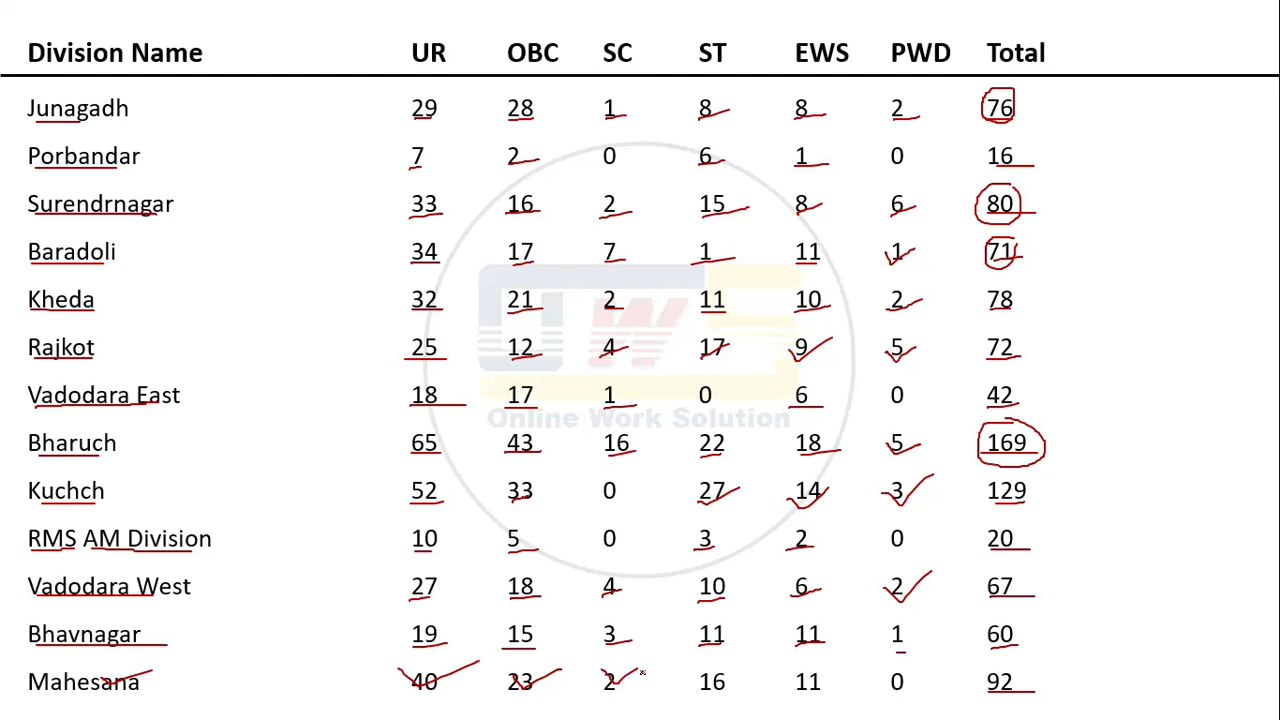 Division Name UR OBC SC ST EWS PWD Total
Junagadh 29 28 1 8 8 2 76
Porbandar 7 2 0 6 1 0 16
Surendrnagar 33 16 2 15 8 6 80
Baradoli 34 17 7 1 11 1 71
Kheda 32 21 2 11 10 2 78
Rajkot 25 12 4 17 9 5 72
Vadodara East 18 17 1 0 6 0 42
Online Work Solution
Bharuch 65 43 16 22 18 5 169
Kuchch 52 33 0 27 14 3 129
RMS AM Division 10 5 0 3 2 0 20
Vadodara West 27 18 4 10 6 2 67
Bhavnagar 19 15 3 11 11 1 60
Mahesana 40 23 2 16 11 0 92